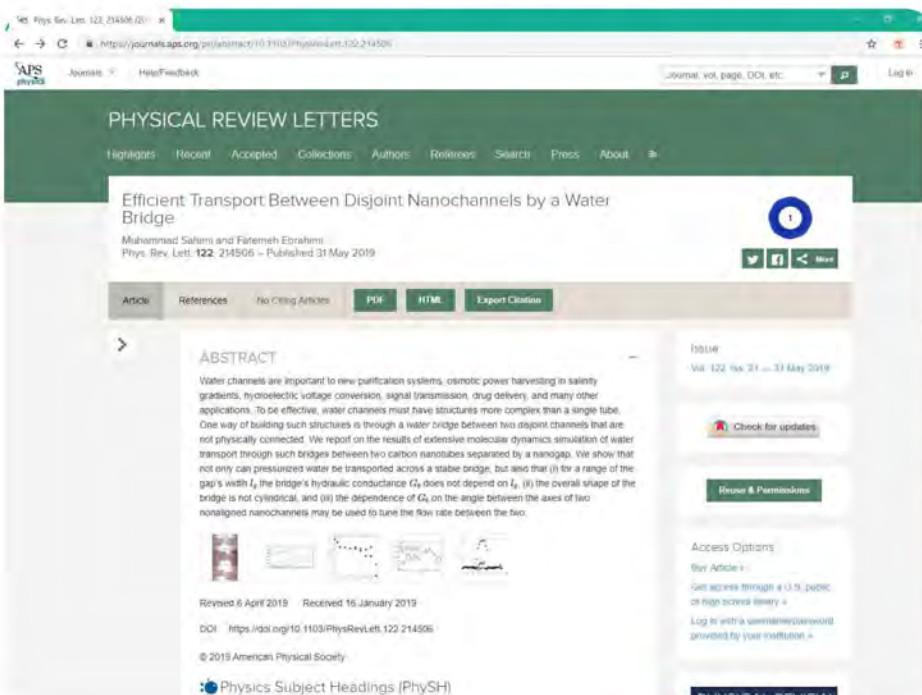 Phys. Rev. Lett. 122, 214506 (20
https://journals.aps.org/prl/abstract/10.1103/PhysRevLett.122.214506
APS
physics
Journals
Help/Feedback
Journal, vol, page, DOI, etc.
Log in
PHYSICAL REVIEW LETTERS
Highlights Recent Accepted Collections Authors Referees Search Press About
Efficient Transport Between Disjoint Nanochannels by a Water
Bridge
Muhammad Sahimi and Fatemeh Ebrahimi
Phys. Rev. Lett. 122, 214506 – Published 31 May 2019
1
More
Article References No Citing Articles PDF HTML Export Citation
ABSTRACT
Water channels are important to new purification systems, osmotic power harvesting in salinity
gradients, hydroelectric voltage conversion, signal transmission, drug delivery, and many other
applications. To be effective, water channels must have structures more complex than a single tube.
One way of building such structures is through a water bridge between two disjoint channels that are
not physically connected. We report on the results of extensive molecular dynamics simulation of water
transport through such bridges between two carbon nanotubes separated by a nanogap. We show that
not only can pressurized water be transported across a stable bridge, but also that (i) for a range of the
gap's width l_g the bridge's hydraulic conductance G_b does not depend on l_g, (ii) the overall shape of the
bridge is not cylindrical, and (iii) the dependence of G_b on the angle between the axes of two
nonaligned nanochannels may be used to tune the flow rate between the two.
Revised 6 April 2019 Received 16 January 2019
DOI https://doi.org/10.1103/PhysRevLett.122.214506
© 2019 American Physical Society
Physics Subject Headings (PhySH)
Issue
Vol. 122, Iss. 21 — 31 May 2019
Check for updates
Reuse & Permissions
Access Options
Buy Article »
Get access through a U.S. public
or high school library »
Log in with a username/password
provided by your institution »
PHYSICAL REVIEW